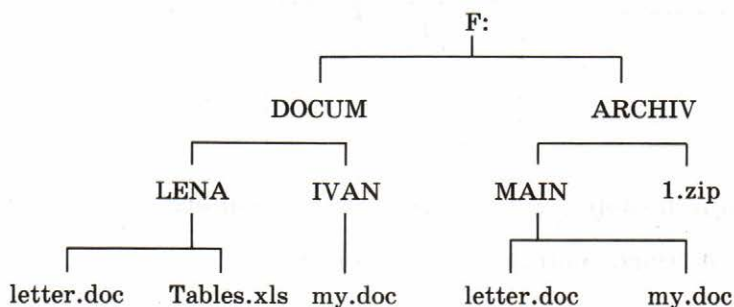 F:
DOCUM ARCHIV
LENA IVAN MAIN 1.zip
letter.doc Tables.xls my.doc letter.doc my.doc